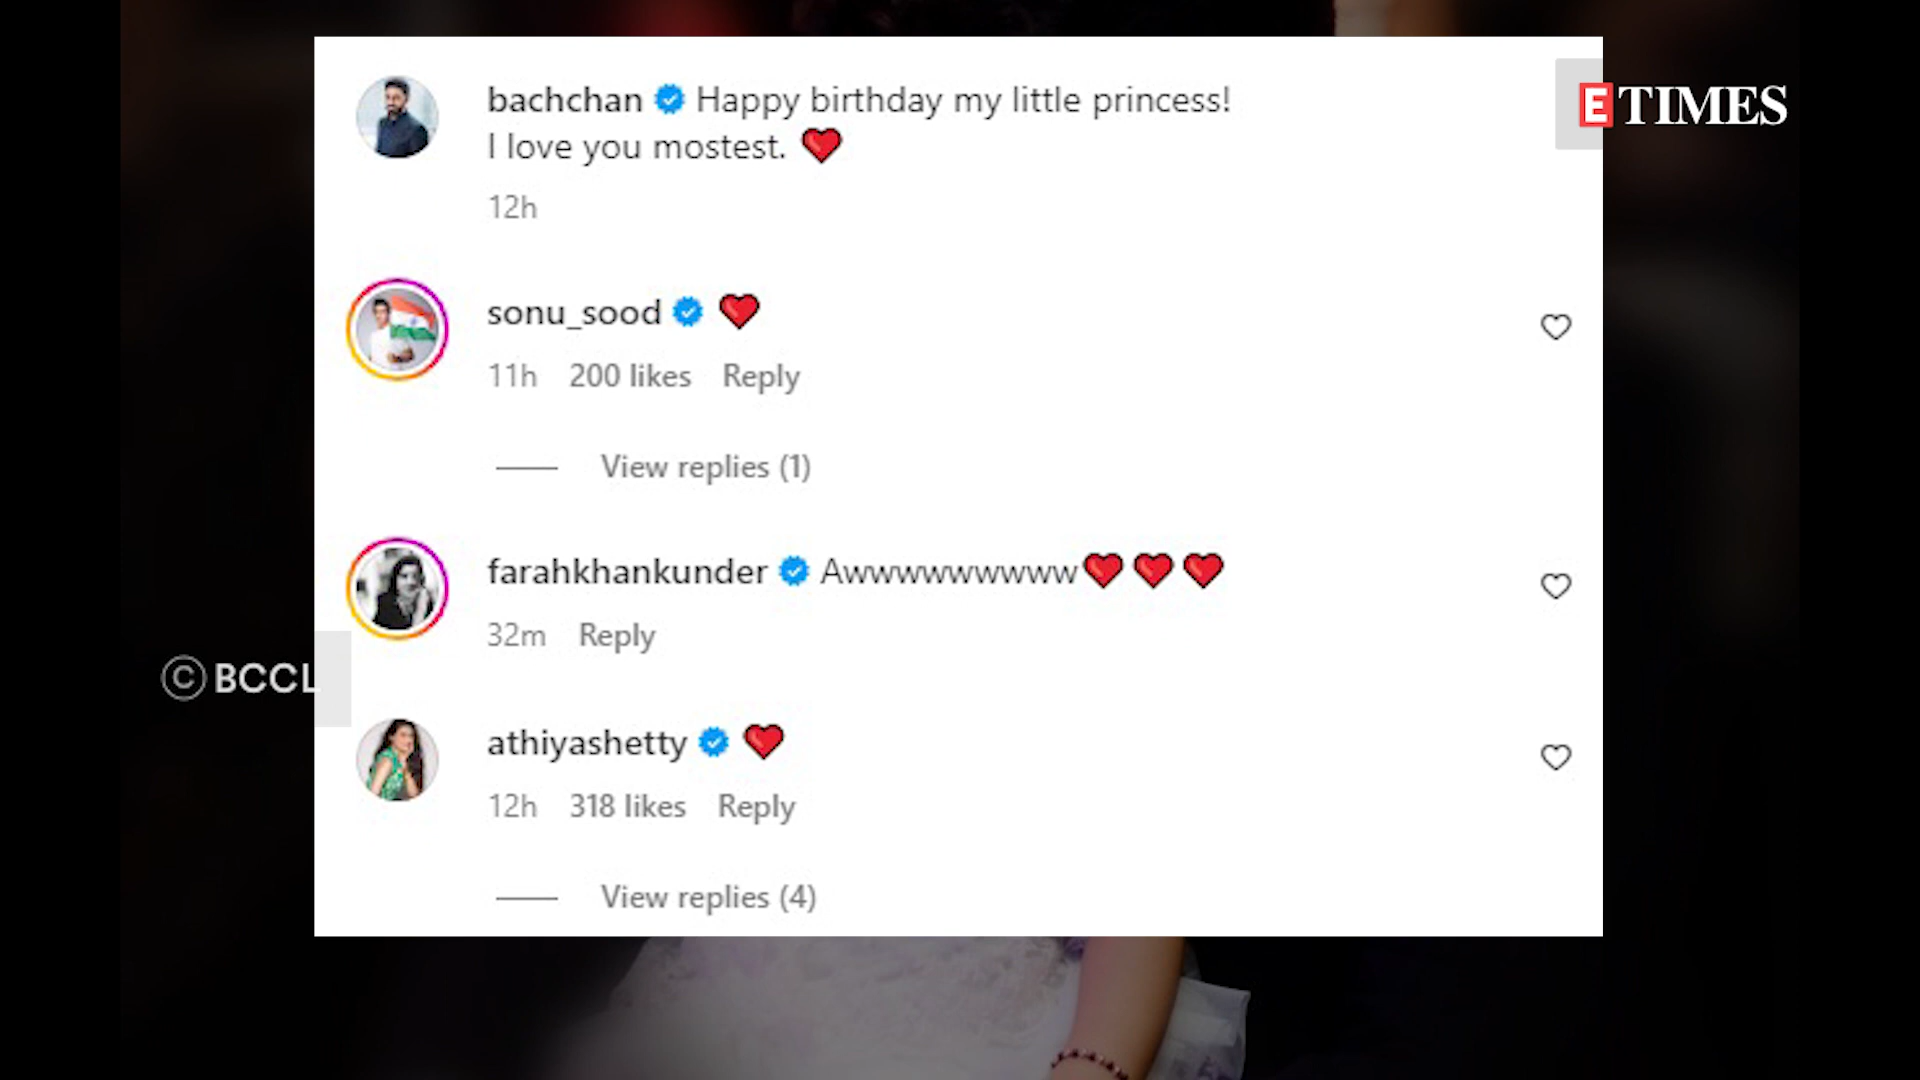 bachchan Happy birthday my little princess!
I love you mostest. ❤️
12h
E TIMES
sonu_sood ❤️
11h 200 likes Reply
View replies (1)
farahkhankunder Awwwwwwwwww❤️❤️❤️
32m Reply
© BCCL
athiyashetty ❤️
12h 318 likes Reply
View replies (4)